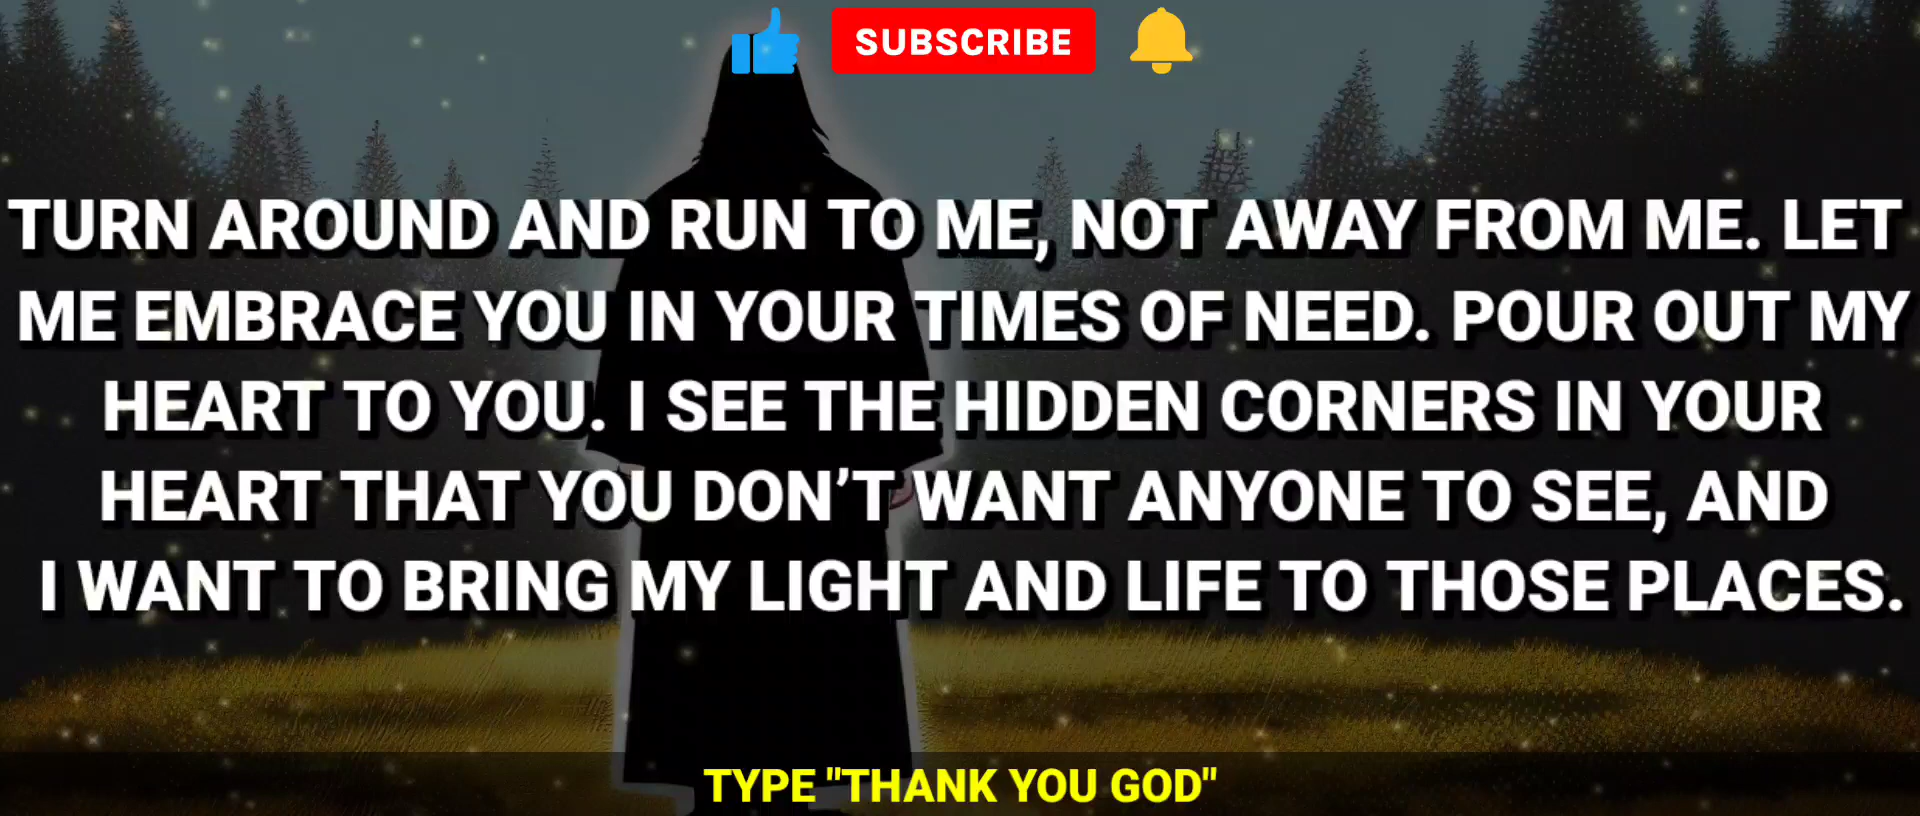 SUBSCRIBE
TURN AROUND AND RUN TO ME, NOT AWAY FROM ME. LET
ME EMBRACE YOU IN YOUR TIMES OF NEED. POUR OUT MY
HEART TO YOU. I SEE THE HIDDEN CORNERS IN YOUR
HEART THAT YOU DON’T WANT ANYONE TO SEE, AND
I WANT TO BRING MY LIGHT AND LIFE TO THOSE PLACES.
TYPE "THANK YOU GOD"